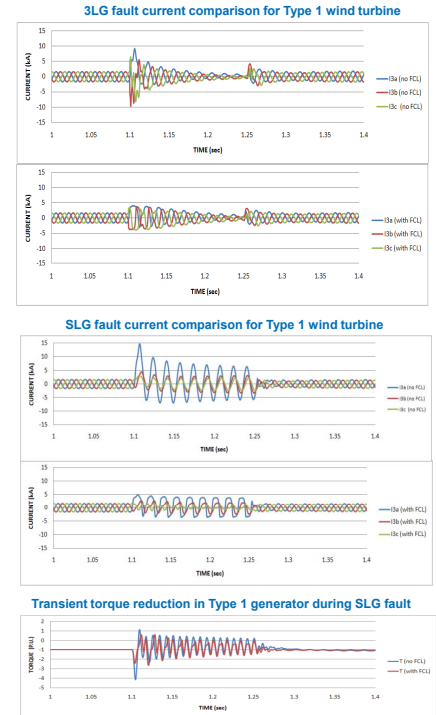 3LG fault current comparison for Type 1 wind turbine
CURRENT (kA)
15
10
5
0
-5
-10
-15
1 1.05 1.1 1.15 1.2 1.25 1.3 1.35 1.4
TIME (sec)
I3a (no FCL)
I3b (no FCL)
I3c (no FCL)
CURRENT (kA)
15
10
5
0
-5
-10
-15
1 1.05 1.1 1.15 1.2 1.25 1.3 1.35 1.4
TIME (sec)
I3a (with FCL)
I3b (with FCL)
I3c (with FCL)
SLG fault current comparison for Type 1 wind turbine
CURRENT (kA)
15
10
5
0
-5
-10
-15
1 1.05 1.1 1.15 1.2 1.25 1.3 1.35 1.4
TIME (sec)
I3a (no FCL)
I3b (no FCL)
I3c (no FCL)
CURRENT (kA)
15
10
5
0
-5
-10
-15
1 1.05 1.1 1.15 1.2 1.25 1.3 1.35 1.4
TIME (sec)
I3a (with FCL)
I3b (with FCL)
I3c (with FCL)
Transient torque reduction in Type 1 generator during SLG fault
TORQUE (P.U.)
2
1
0
-1
-2
-3
-4
-5
1 1.05 1.1 1.15 1.2 1.25 1.3 1.35 1.4
TIME (sec)
T (no FCL)
T (with FCL)